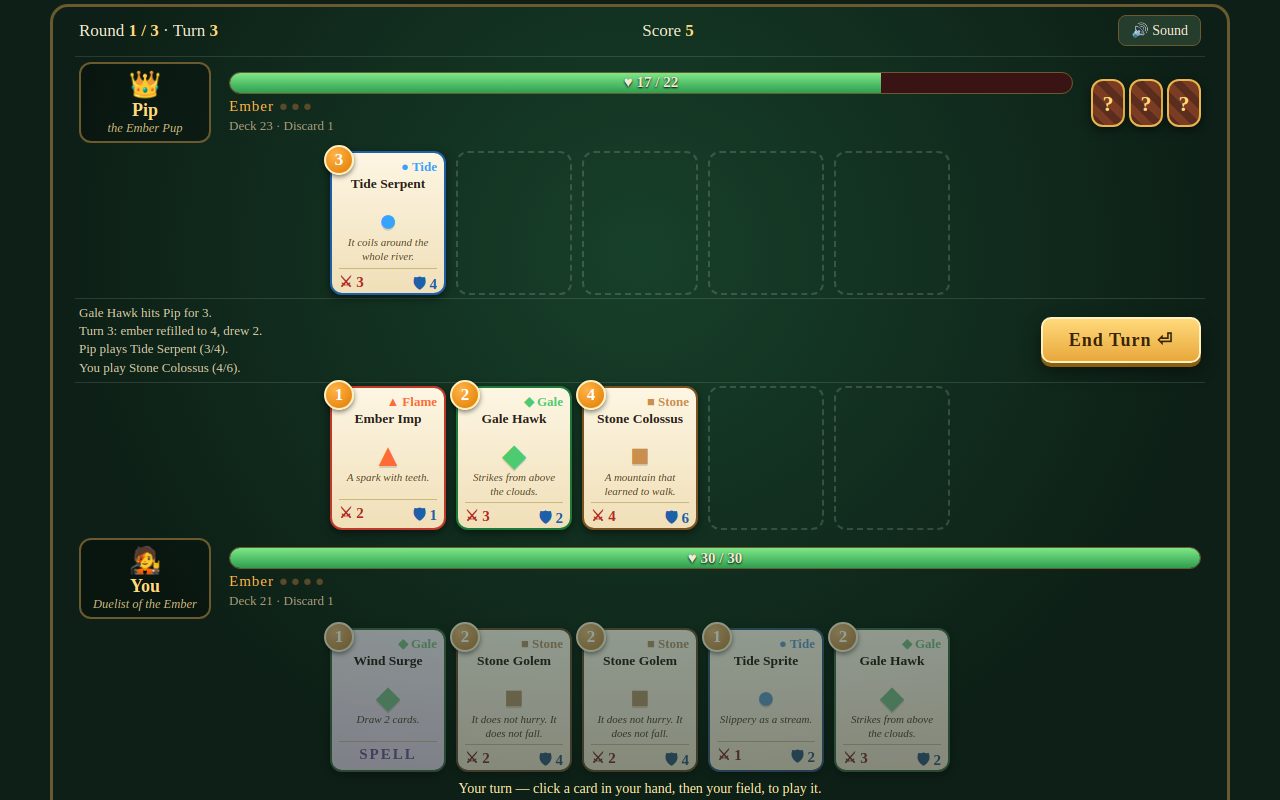 Round 1 / 3 · Turn 3
Score 5
🔊 Sound
Pip
the Ember Pup
♥ 17 / 22
Ember
Deck 23 · Discard 1
? ? ?
3
● Tide
Tide Serpent
It coils around the
whole river.
⚔ 3 🛡 4
Gale Hawk hits Pip for 3.
Turn 3: ember refilled to 4, drew 2.
Pip plays Tide Serpent (3/4).
You play Stone Colossus (4/6).
End Turn ⏎
1
▲ Flame
Ember Imp
A spark with teeth.
⚔ 2 🛡 1
2
◆ Gale
Gale Hawk
Strikes from above
the clouds.
⚔ 3 🛡 2
4
■ Stone
Stone Colossus
A mountain that
learned to walk.
⚔ 4 🛡 6
You
Duelist of the Ember
♥ 30 / 30
Ember
Deck 21 · Discard 1
1
◆ Gale
Wind Surge
Draw 2 cards.
SPELL
2
■ Stone
Stone Golem
It does not hurry. It
does not fall.
⚔ 2 🛡 4
2
■ Stone
Stone Golem
It does not hurry. It
does not fall.
⚔ 2 🛡 4
1
● Tide
Tide Sprite
Slippery as a stream.
⚔ 1 🛡 2
2
◆ Gale
Gale Hawk
Strikes from above
the clouds.
⚔ 3 🛡 2
Your turn — click a card in your hand, then your field, to play it.